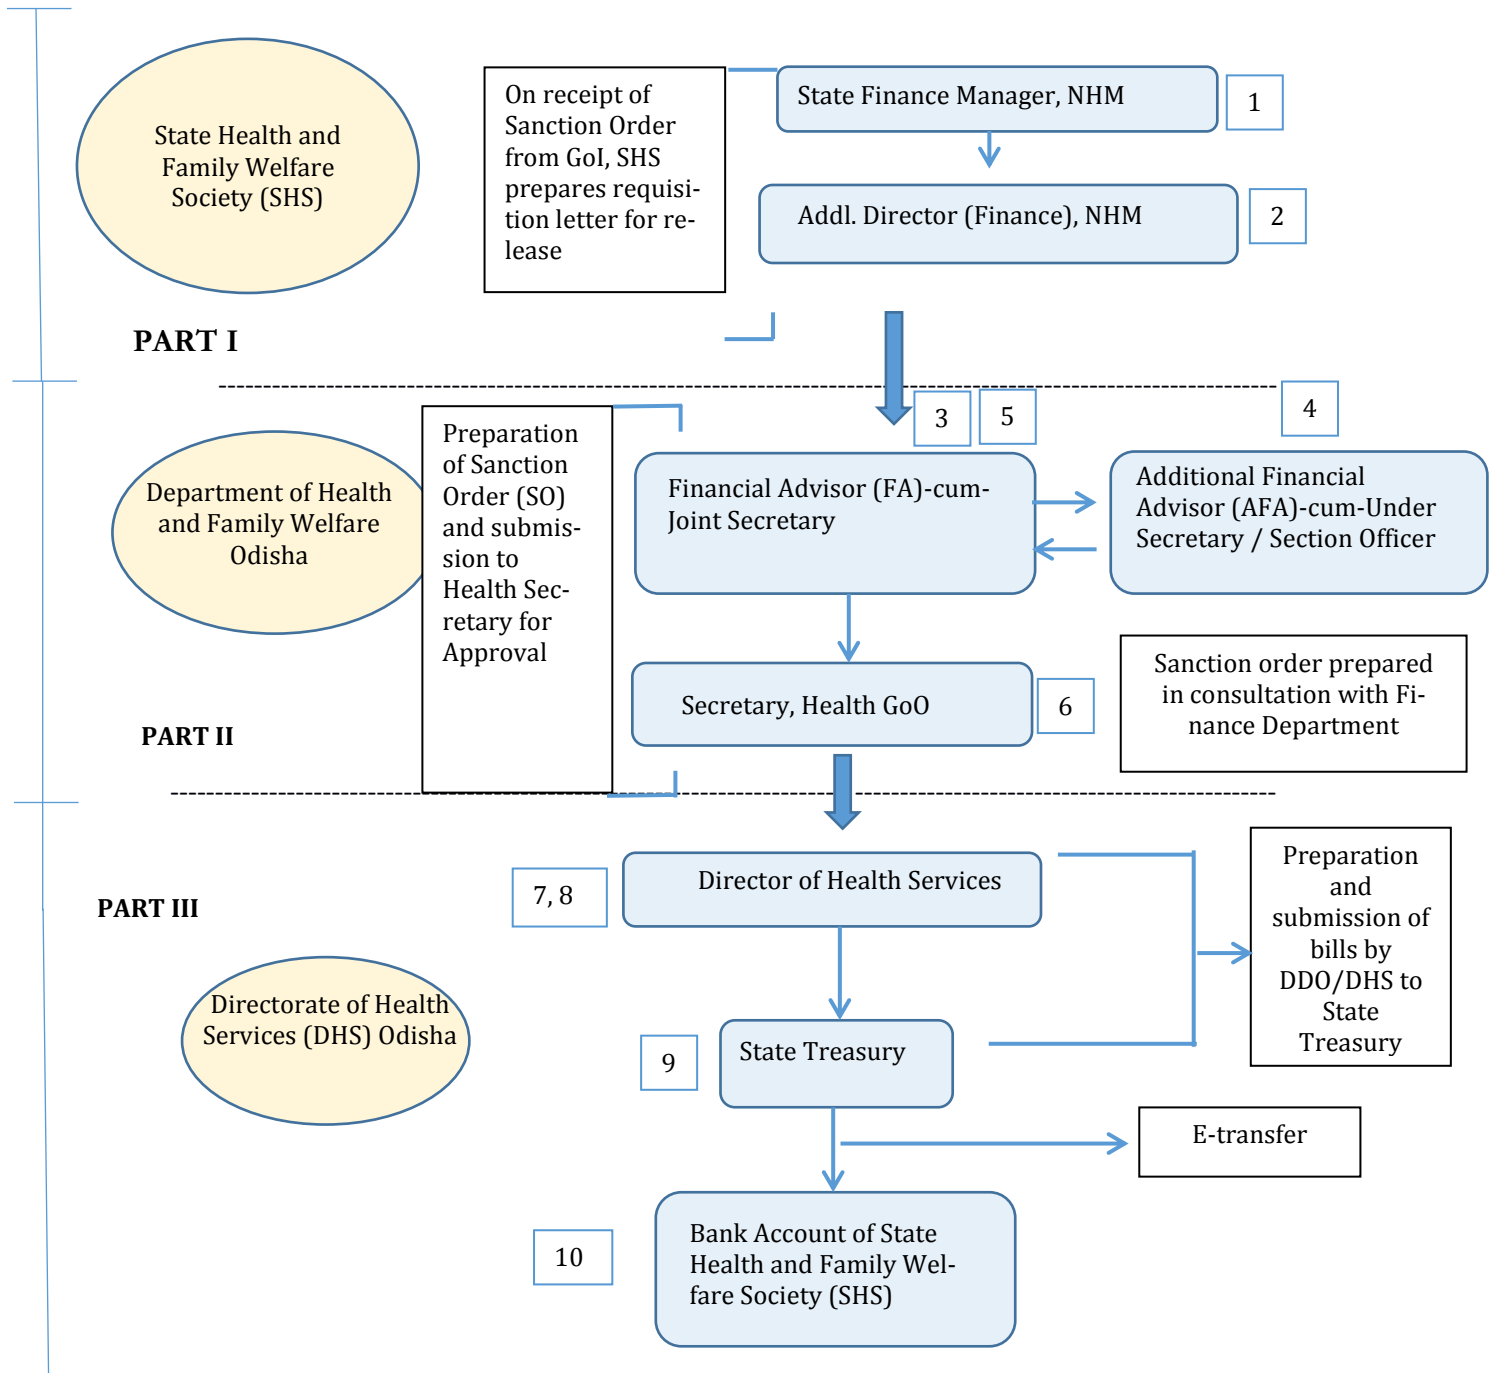 State Health and
Family Welfare
Society (SHS)
On receipt of
Sanction Order
from GoI, SHS
prepares requisi-
tion letter for re-
lease
State Finance Manager, NHM
1
Addl. Director (Finance), NHM
2
PART I
3
5
4
Department of Health
and Family Welfare
Odisha
Preparation
of Sanction
Order (SO)
and submis-
sion to
Health Sec-
retary for
Approval
Financial Advisor (FA)-cum-
Joint Secretary
Additional Financial
Advisor (AFA)-cum-Under
Secretary / Section Officer
Secretary, Health GoO
6
Sanction order prepared
in consultation with Fi-
nance Department
PART II
PART III
7, 8
Director of Health Services
Preparation
and
submission of
bills by
DDO/DHS to
State
Treasury
Directorate of Health
Services (DHS) Odisha
9
State Treasury
E-transfer
10
Bank Account of State
Health and Family Wel-
fare Society (SHS)